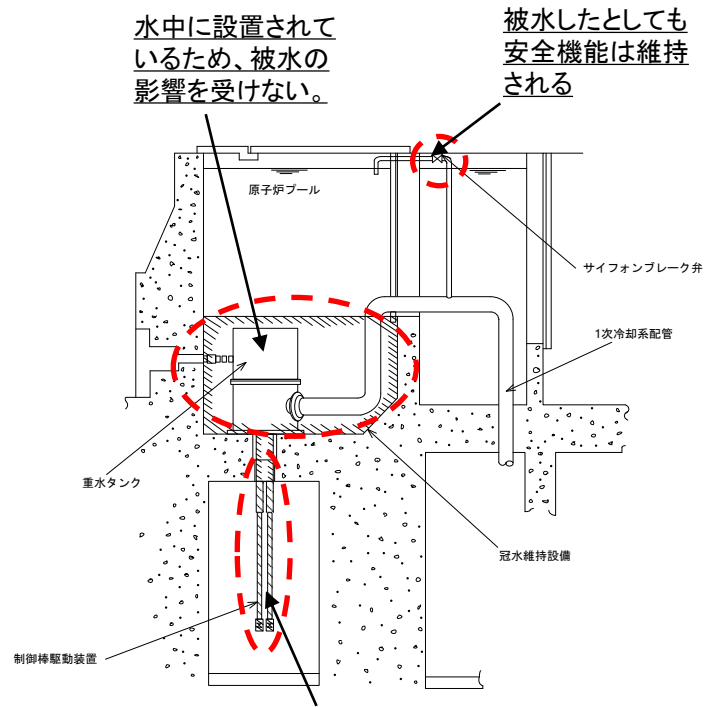 水中に設置されて
いるため、被水の
影響を受けない。
被水したとしても
安全機能は維持
される
原子炉プール
サイフォンブレーク弁
1次冷却系配管
重水タンク
冠水維持設備
制御棒駆動装置